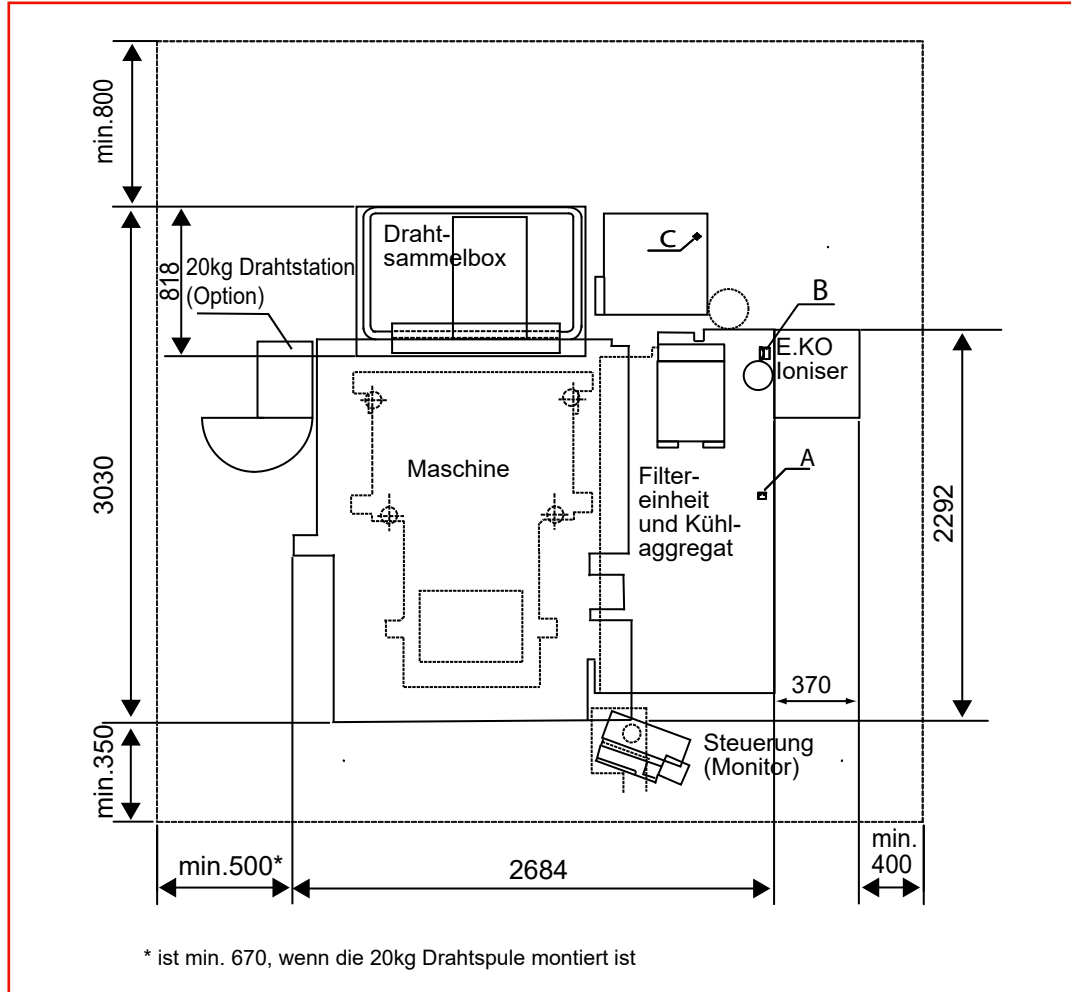 min.800
818
20kg Drahtstation
(Option)
Draht-
sammelbox
C
B
E.KO
Ioniser
Maschine
A
Filter-
einheit
und Kühl-
aggregat
3030
2292
370
Steuerung
(Monitor)
min.350
min.500*
2684
min.
400
* ist min. 670, wenn die 20kg Drahtspule montiert ist